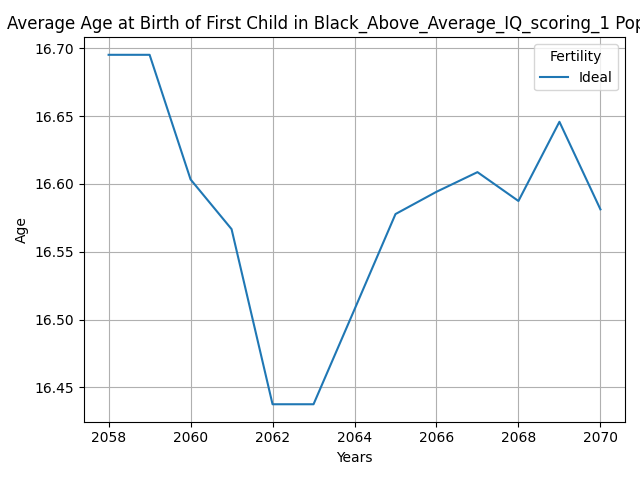 Average Age at Birth of First Child in Black_Above_Average_IQ_scoring_1 Pop
Fertility
Ideal
16.70
16.65
16.60
16.55
16.50
16.45
Age
2058 2060 2062 2064 2066 2068 2070
Years